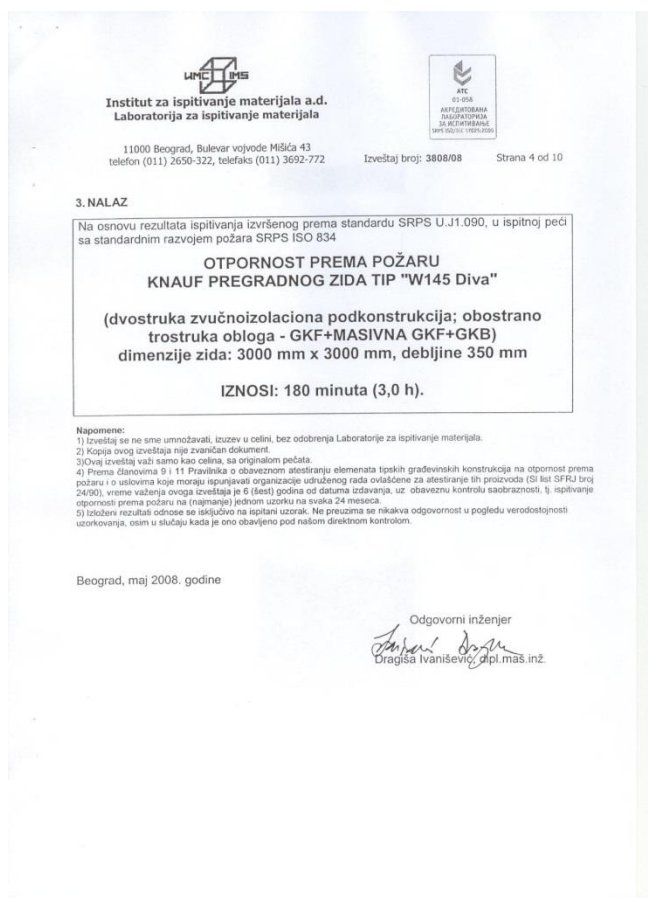 ИМС IMS
Institut za ispitivanje materijala a.d.
Laboratorija za ispitivanje materijala
11000 Beograd, Bulevar vojvode Mišića 43
telefon (011) 2650-322, telefaks (011) 3692-772
АТС
01-058
АКРЕДИТОВАНА
ЛАБОРАТОРИЈА
ЗА ИСПИТИВАЊЕ
SRPS ISO/IEC 17025:2006
Izveštaj broj: 3808/08 Strana 4 od 10
3. NALAZ
Na osnovu rezultata ispitivanja izvršenog prema standardu SRPS U.J1.090, u ispitnoj peći
sa standardnim razvojem požara SRPS ISO 834
OTPORNOST PREMA POŽARU
KNAUF PREGRADNOG ZIDA TIP "W145 Diva"
(dvostruka zvučnoizolaciona podkonstrukcija; obostrano
trostruka obloga - GKF+MASIVNA GKF+GKB)
dimenzije zida: 3000 mm x 3000 mm, debljine 350 mm
IZNOSI: 180 minuta (3,0 h).
Napomene:
1) Izveštaj se ne sme umnožavati, izuzev u celini, bez odobrenja Laboratorije za ispitivanje materijala.
2) Kopija ovog izveštaja nije zvaničan dokument.
3)Ovaj izveštaj važi samo kao celina, sa originalom pečata.
4) Prema članovima 9 i 11 Pravilnika o obaveznom atestiranju elemenata tipskih građevinskih konstrukcija na otpornost prema
požaru i o uslovima koje moraju ispunjavati organizacije udruženog rada ovlašćene za atestiranje tih proizvoda (Sl list SFRJ broj
24/90), vreme važenja ovoga izveštaja je 6 (šest) godina od datuma izdavanja, uz obaveznu kontrolu saobraznosti, tj. ispitivanje
otpornosti prema požaru na (najmanje) jednom uzorku na svaka 24 meseca.
5) Izloženi rezultati odnose se isključivo na ispitani uzorak. Ne preuzima se nikakva odgovornost u pogledu verodostojnosti
uzorkovanja, osim u slučaju kada je ono obavljeno pod našom direktnom kontrolom.
Beograd, maj 2008. godine
Odgovorni inženjer
Dragiša Ivanišević, dipl.maš.inž.